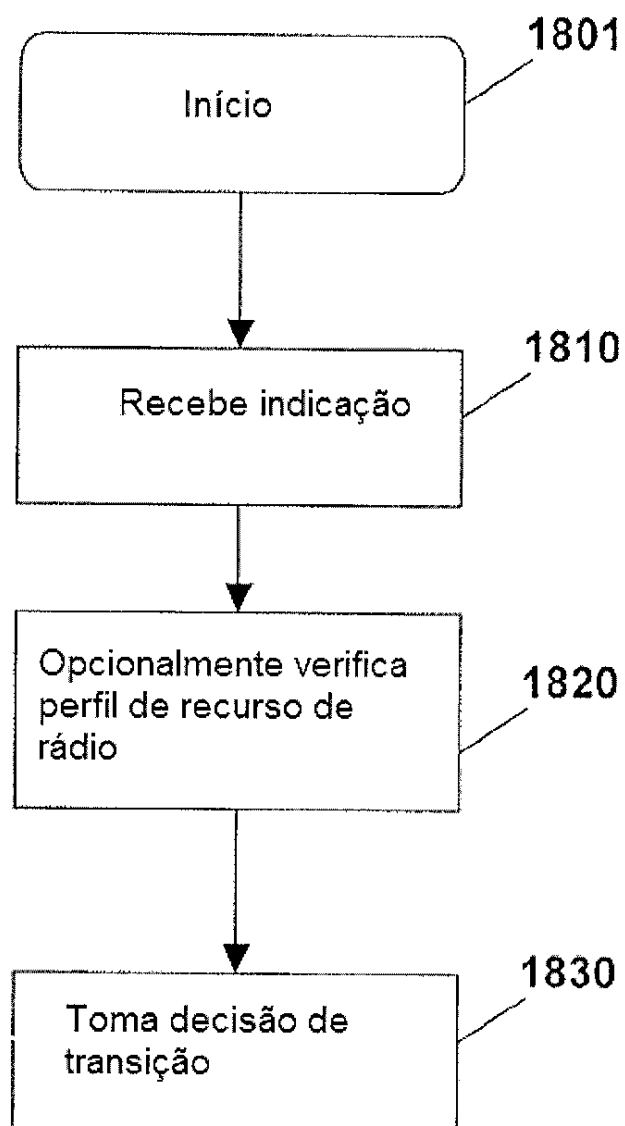 1801
Início
1810
Recebe indicação
Opcionalmente verifica
perfil de recurso de
rádio
1820
1830
Toma decisão de
transição